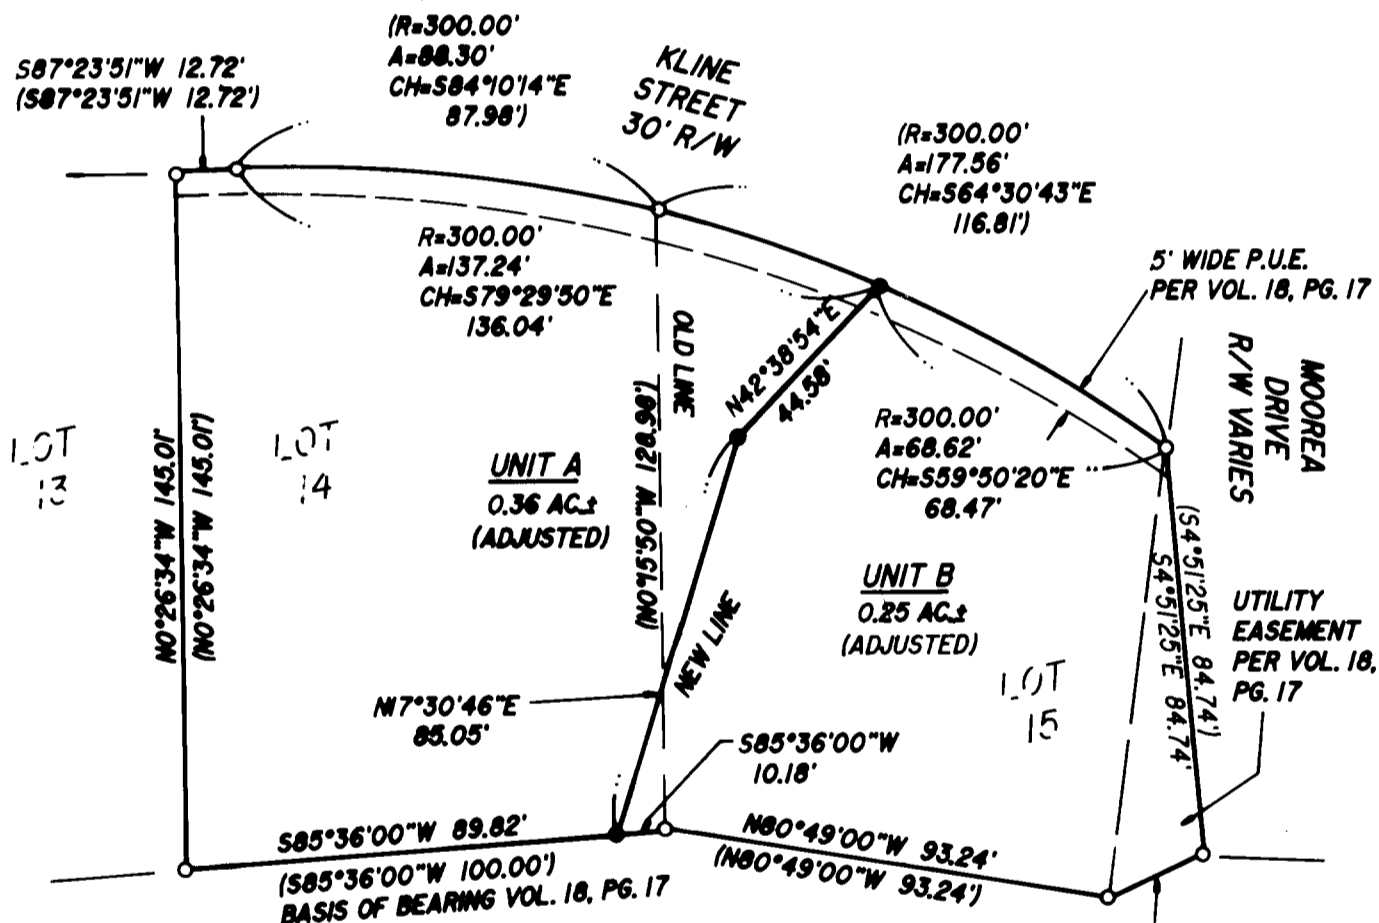 (R=300.00'
A=88.30'
CH=S84°10'14"E
87.98')
S87°23'51"W 12.72'
(S87°23'51"W 12.72')
KLINE
STREET
30' R/W
(R=300.00'
A=177.56'
CH=S64°30'43"E
116.81')
R=300.00'
A=137.24'
CH=S79°29'50"E
136.04'
5' WIDE P.U.E.
PER VOL. 18, PG. 17
OLD LINE
N42°38'54"E
44.58'
MOOREA
DRIVE
R/W VARIES
LOT
13
N0°26'34"W 145.01'
(N0°26'34"W 145.01')
LOT
14
UNIT A
0.36 AC.±
(ADJUSTED)
(N0°15'50"W 128.98')
R=300.00'
A=68.62'
CH=S59°50'20"E
68.47'
UNIT B
0.25 AC.±
(ADJUSTED)
(S4°51'25"E 84.74')
S4°51'25"E 84.74'
UTILITY
EASEMENT
PER VOL. 18,
PG. 17
NEW LINE
LOT
15
N17°30'46"E
85.05'
S85°36'00"W
10.18'
S85°36'00"W 89.82'
(S85°36'00"W 100.00')
BASIS OF BEARING VOL. 18, PG. 17
N80°49'00"W 93.24'
(N80°49'00"W 93.24')